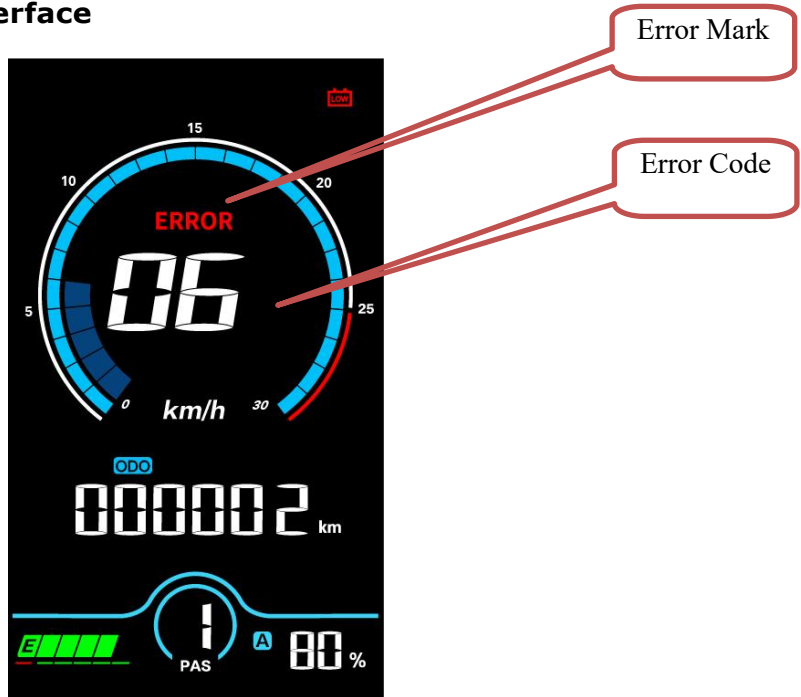 erface
Error Mark
LOW
15
10
20
Error Code
ERROR
06
5
25
0
km/h
30
ODO
0000002 km
1
PAS
E
A
80 %